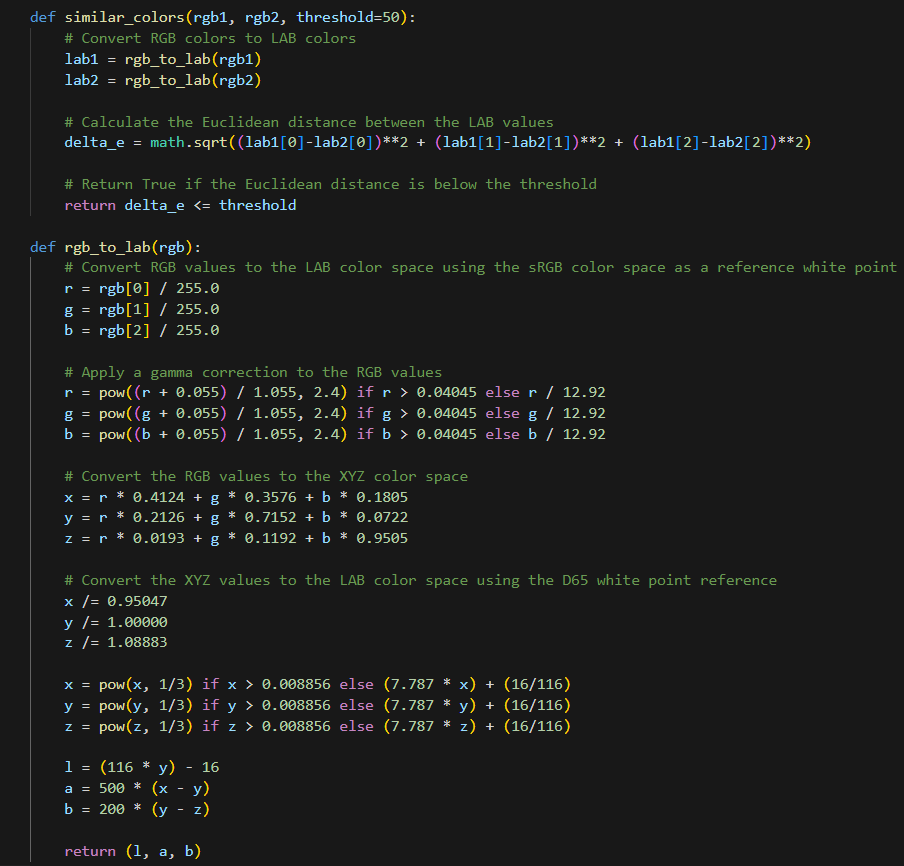 def similar_colors(rgb1, rgb2, threshold=50):
    # Convert RGB colors to LAB colors
    lab1 = rgb_to_lab(rgb1)
    lab2 = rgb_to_lab(rgb2)

    # Calculate the Euclidean distance between the LAB values
    delta_e = math.sqrt((lab1[0]-lab2[0])**2 + (lab1[1]-lab2[1])**2 + (lab1[2]-lab2[2])**2)

    # Return True if the Euclidean distance is below the threshold
    return delta_e <= threshold

def rgb_to_lab(rgb):
    # Convert RGB values to the LAB color space using the sRGB color space as a reference white point
    r = rgb[0] / 255.0
    g = rgb[1] / 255.0
    b = rgb[2] / 255.0

    # Apply a gamma correction to the RGB values
    r = pow((r + 0.055) / 1.055, 2.4) if r > 0.04045 else r / 12.92
    g = pow((g + 0.055) / 1.055, 2.4) if g > 0.04045 else g / 12.92
    b = pow((b + 0.055) / 1.055, 2.4) if b > 0.04045 else b / 12.92

    # Convert the RGB values to the XYZ color space
    x = r * 0.4124 + g * 0.3576 + b * 0.1805
    y = r * 0.2126 + g * 0.7152 + b * 0.0722
    z = r * 0.0193 + g * 0.1192 + b * 0.9505

    # Convert the XYZ values to the LAB color space using the D65 white point reference
    x /= 0.95047
    y /= 1.00000
    z /= 1.08883

    x = pow(x, 1/3) if x > 0.008856 else (7.787 * x) + (16/116)
    y = pow(y, 1/3) if y > 0.008856 else (7.787 * y) + (16/116)
    z = pow(z, 1/3) if z > 0.008856 else (7.787 * z) + (16/116)

    l = (116 * y) - 16
    a = 500 * (x - y)
    b = 200 * (y - z)

    return (l, a, b)